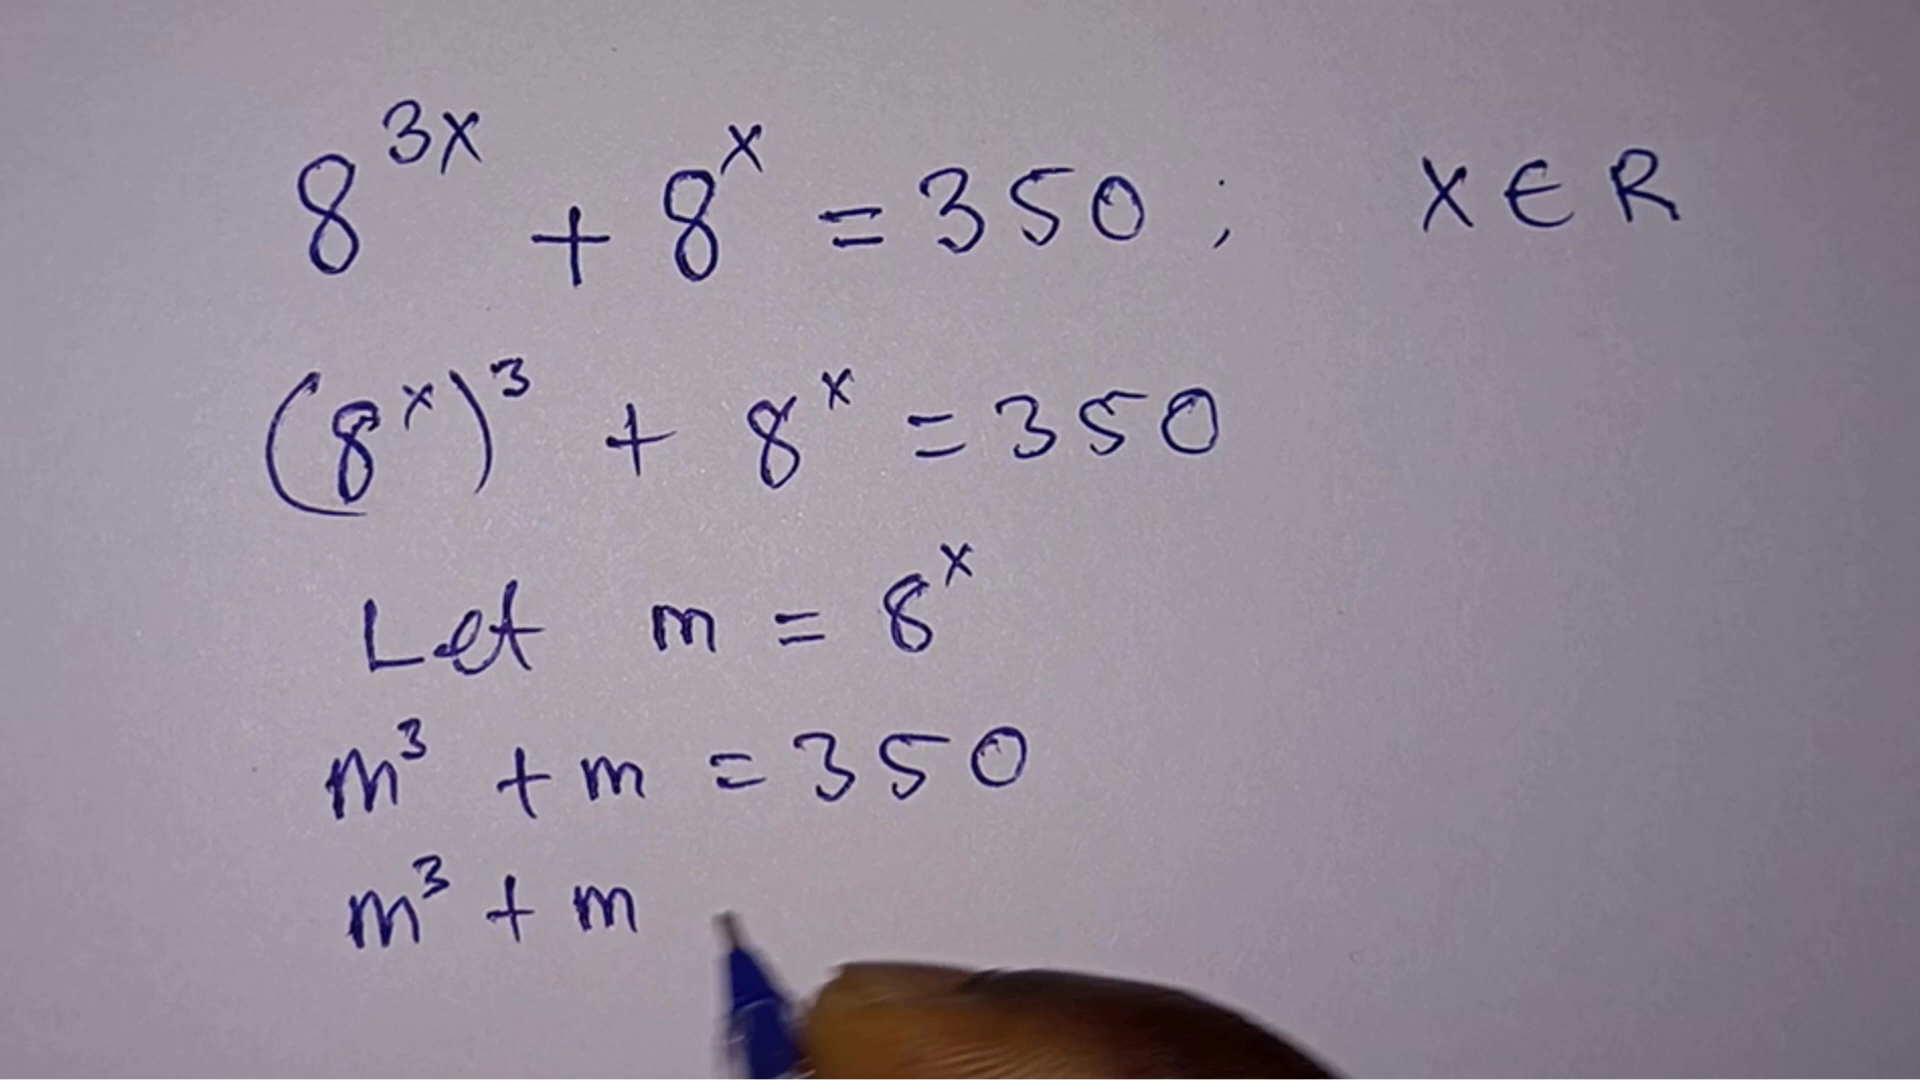 8^{3x} + 8^x = 350 ; x ∈ R
(8^x)^3 + 8^x = 350
Let m = 8^x
m^3 + m = 350
m^3 + m